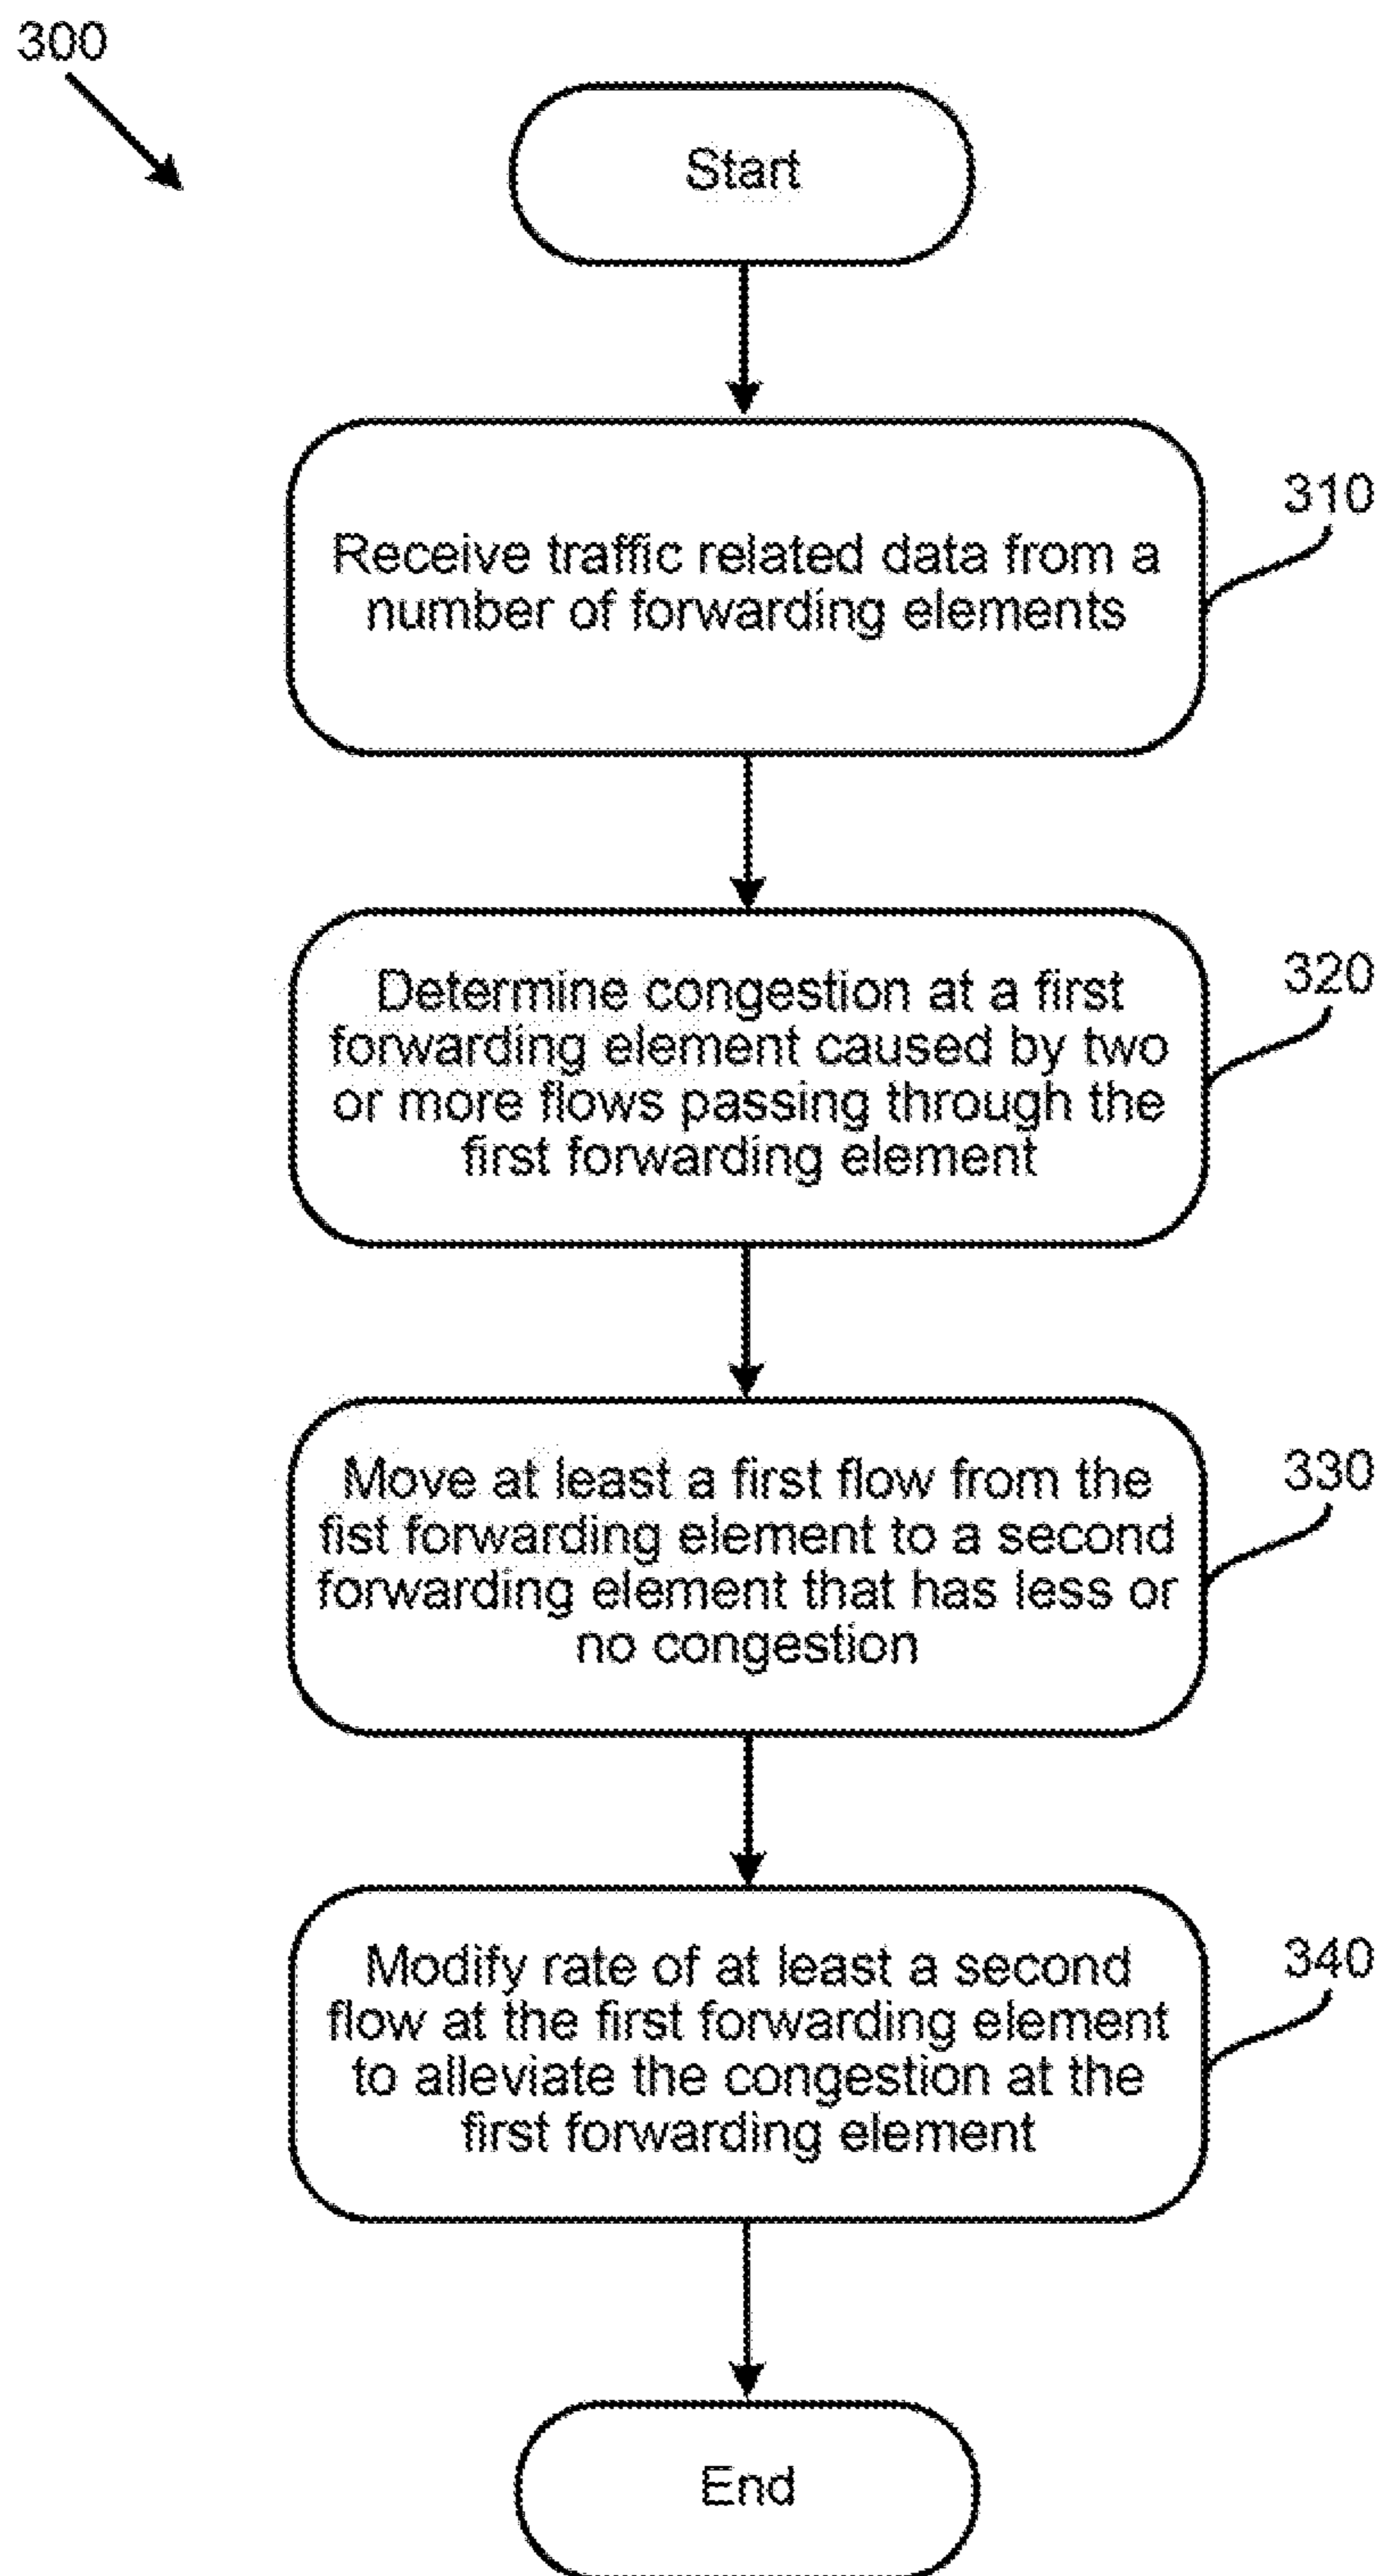 300
Start
Receive traffic related data from a
number of forwarding elements
310
Determine congestion at a first
forwarding element caused by two
or more flows passing through the
first forwarding element
320
Move at least a first flow from the
fist forwarding element to a second
forwarding element that has less or
no congestion
330
Modify rate of at least a second
flow at the first forwarding element
to alleviate the congestion at the
first forwarding element
340
End